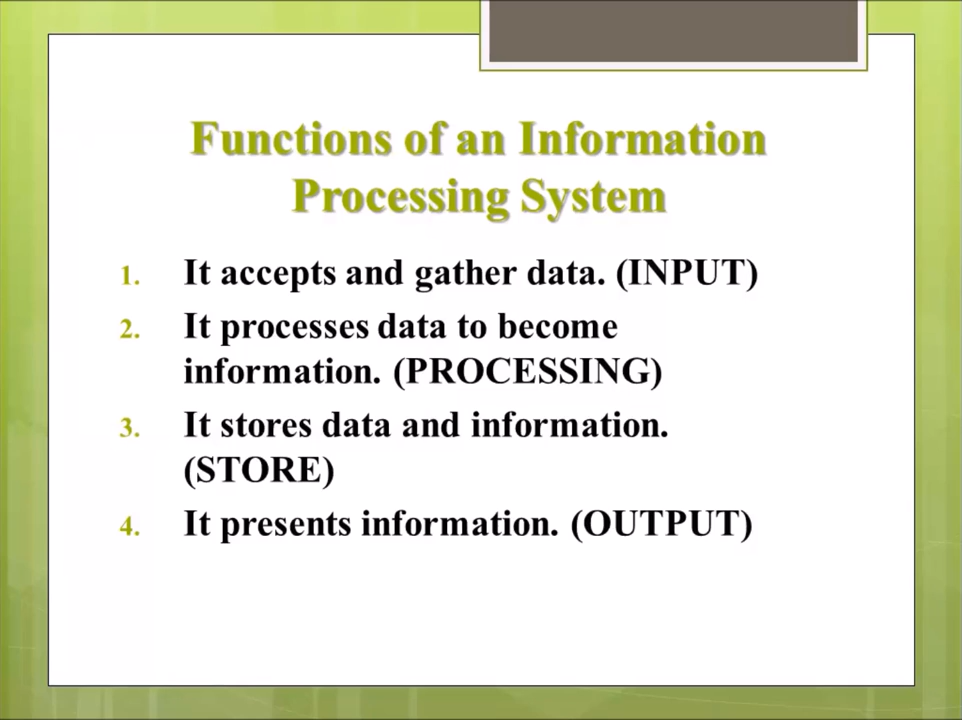 Functions of an Information
Processing System
1. It accepts and gather data. (INPUT)
2. It processes data to become
information. (PROCESSING)
3. It stores data and information.
(STORE)
4. It presents information. (OUTPUT)